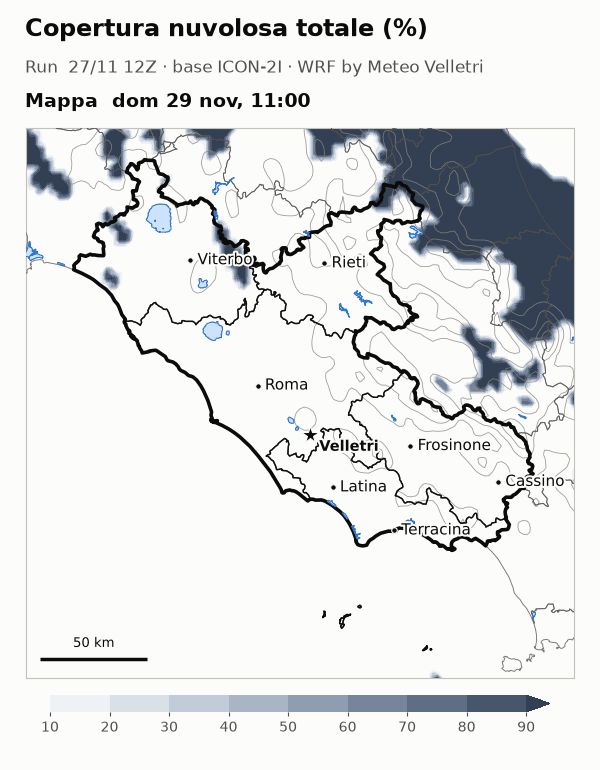 Copertura nuvolosa totale (%)
Run 27/11 12Z · base ICON-2I · WRF by Meteo Velletri
Mappa dom 29 nov, 11:00
Viterbo
Rieti
Roma
Velletri
Frosinone
Latina
Cassino
Terracina
50 km
10 20 30 40 50 60 70 80 90